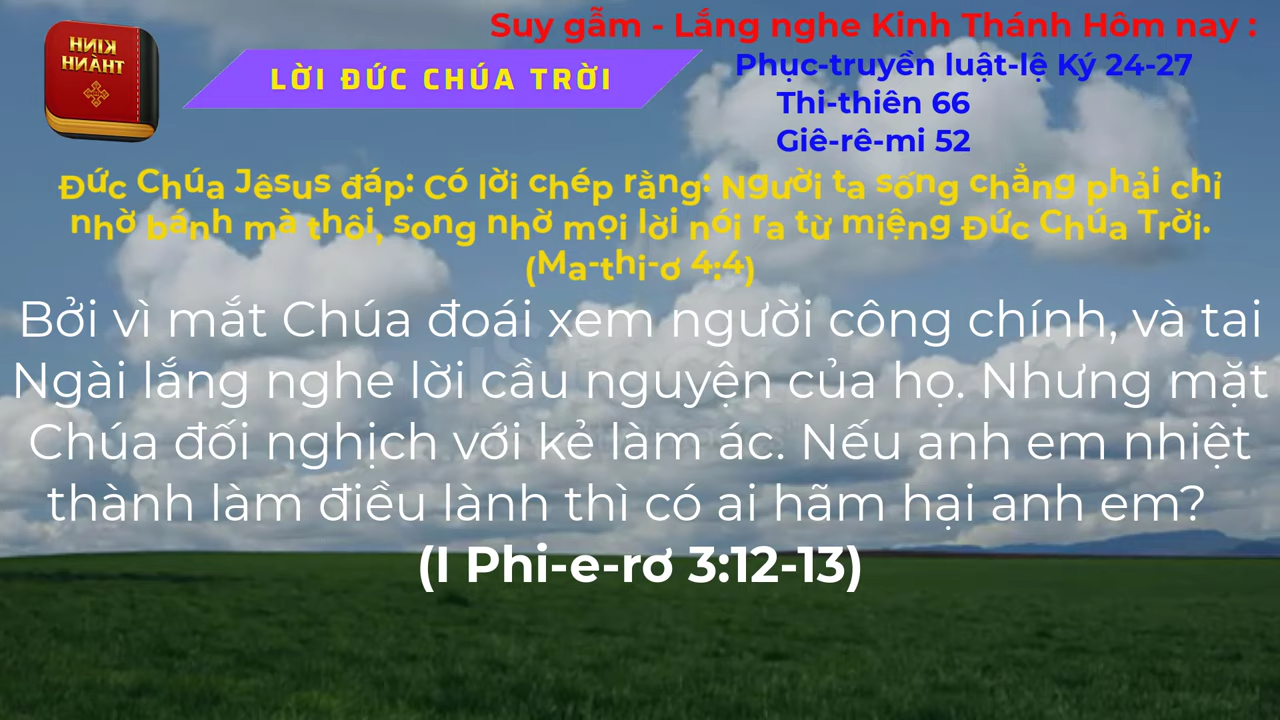 Suy gẫm - Lắng nghe Kinh Thánh Hôm nay :
KINH
THÁNH
LỜI ĐỨC CHÚA TRỜI
Phục-truyền luật-lệ Ký 24-27
Thi-thiên 66
Giê-rê-mi 52
Đức Chúa Jêsus đáp: Có lời chép rằng: Người ta sống chẳng phải chỉ
nhờ bánh mà thôi, song nhờ mọi lời nói ra từ miệng Đức Chúa Trời.
(Ma-thi-ơ 4:4)
Bởi vì mắt Chúa đoái xem người công chính, và tai
Ngài lắng nghe lời cầu nguyện của họ. Nhưng mặt
Chúa đối nghịch với kẻ làm ác. Nếu anh em nhiệt
thành làm điều lành thì có ai hãm hại anh em?
(I Phi-e-rơ 3:12-13)